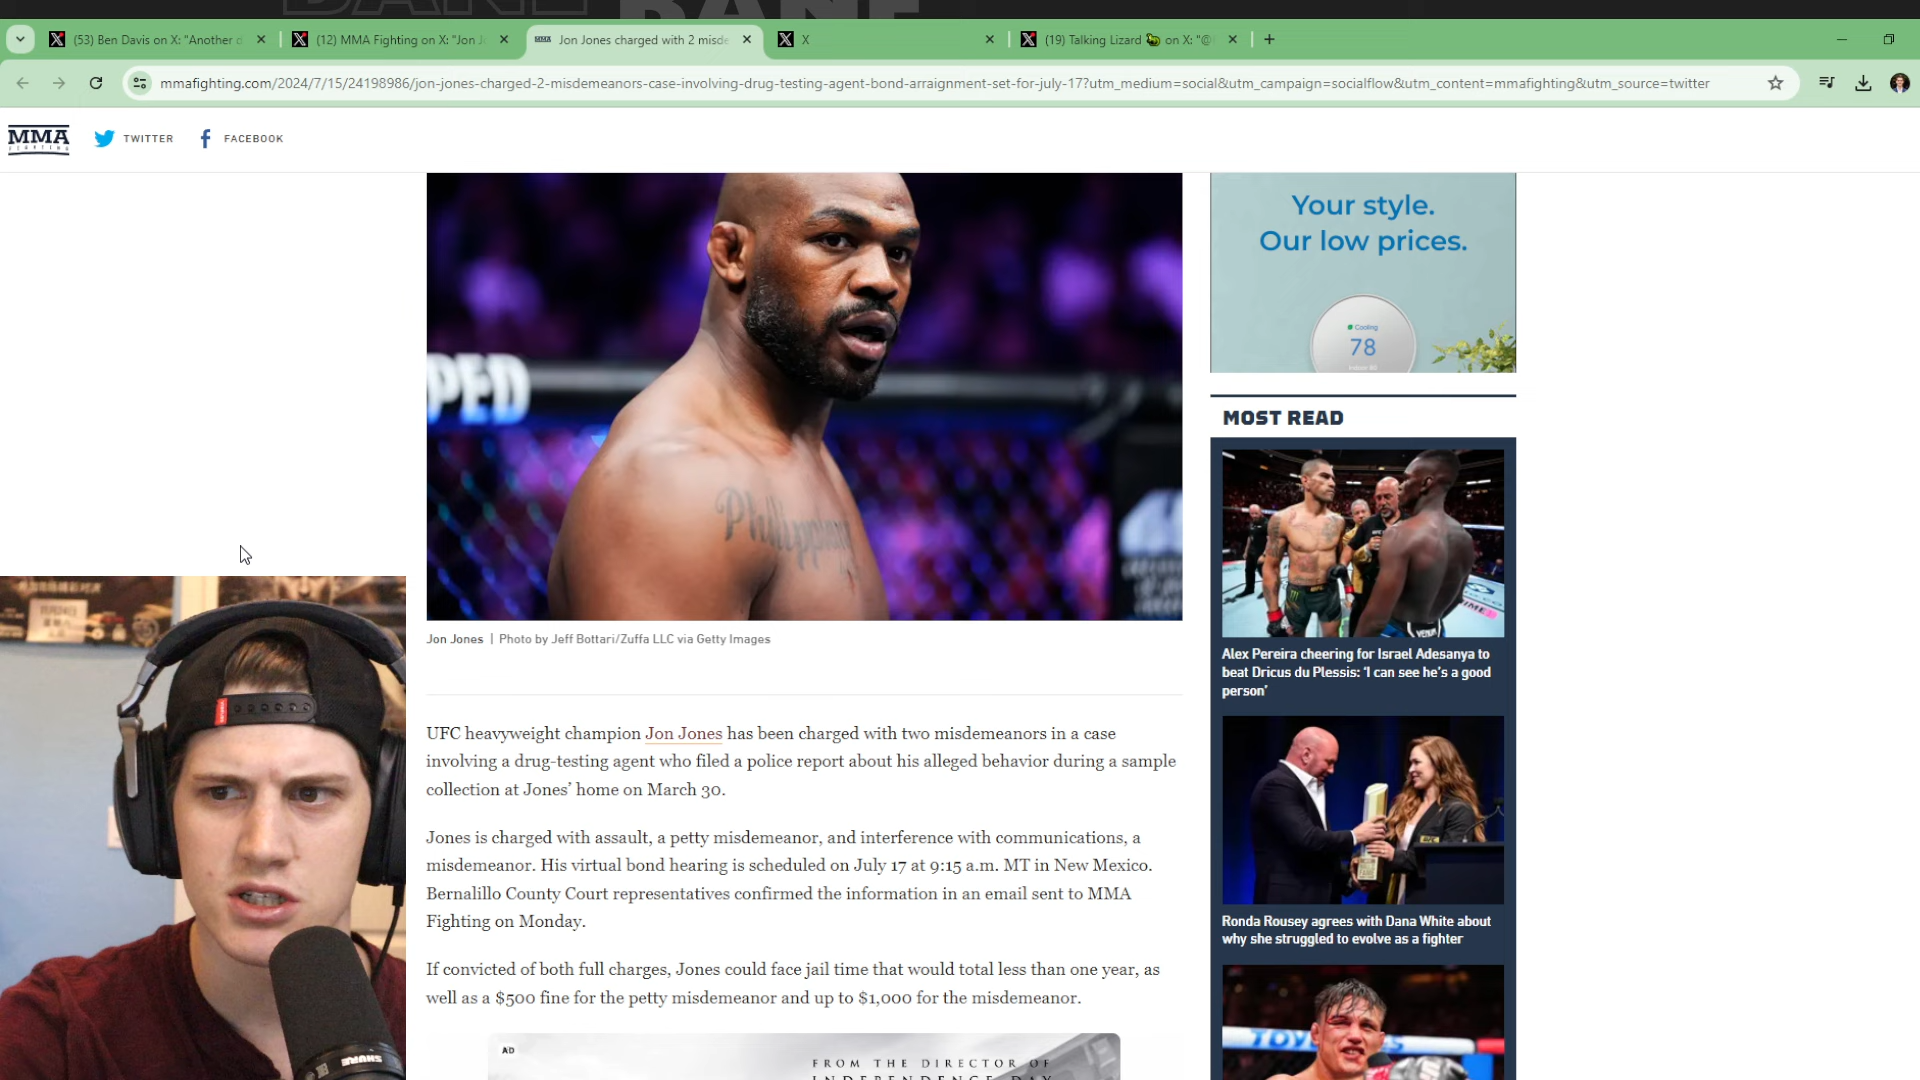 (53) Ben Davis on X: "Another d
(12) MMA Fighting on X: "Jon J
Jon Jones charged with 2 misde
X
(19) Talking Lizard 🦎 on X: "@
mmafighting.com/2024/7/15/24198986/jon-jones-charged-2-misdemeanors-case-involving-drug-testing-agent-bond-arraignment-set-for-july-17?utm_medium=social&utm_campaign=socialflow&utm_content=mmafighting&utm_source=twitter
MMA
FIGHTING
TWITTER
FACEBOOK
Philippians
Your style.
Our low prices.
Cooling
78
MOST READ
Jon Jones | Photo by Jeff Bottari/Zuffa LLC via Getty Images
Alex Pereira cheering for Israel Adesanya to
beat Dricus du Plessis: ‘I can see he’s a good
person’
UFC heavyweight champion Jon Jones has been charged with two misdemeanors in a case
involving a drug-testing agent who filed a police report about his alleged behavior during a sample
collection at Jones’ home on March 30.
Jones is charged with assault, a petty misdemeanor, and interference with communications, a
misdemeanor. His virtual bond hearing is scheduled on July 17 at 9:15 a.m. MT in New Mexico.
Bernalillo County Court representatives confirmed the information in an email sent to MMA
Fighting on Monday.
If convicted of both full charges, Jones could face jail time that would total less than one year, as
well as a $500 fine for the petty misdemeanor and up to $1,000 for the misdemeanor.
Ronda Rousey agrees with Dana White about
why she struggled to evolve as a fighter
AD
FROM THE DIRECTOR OF
INDEPENDENCE DAY
SHURE